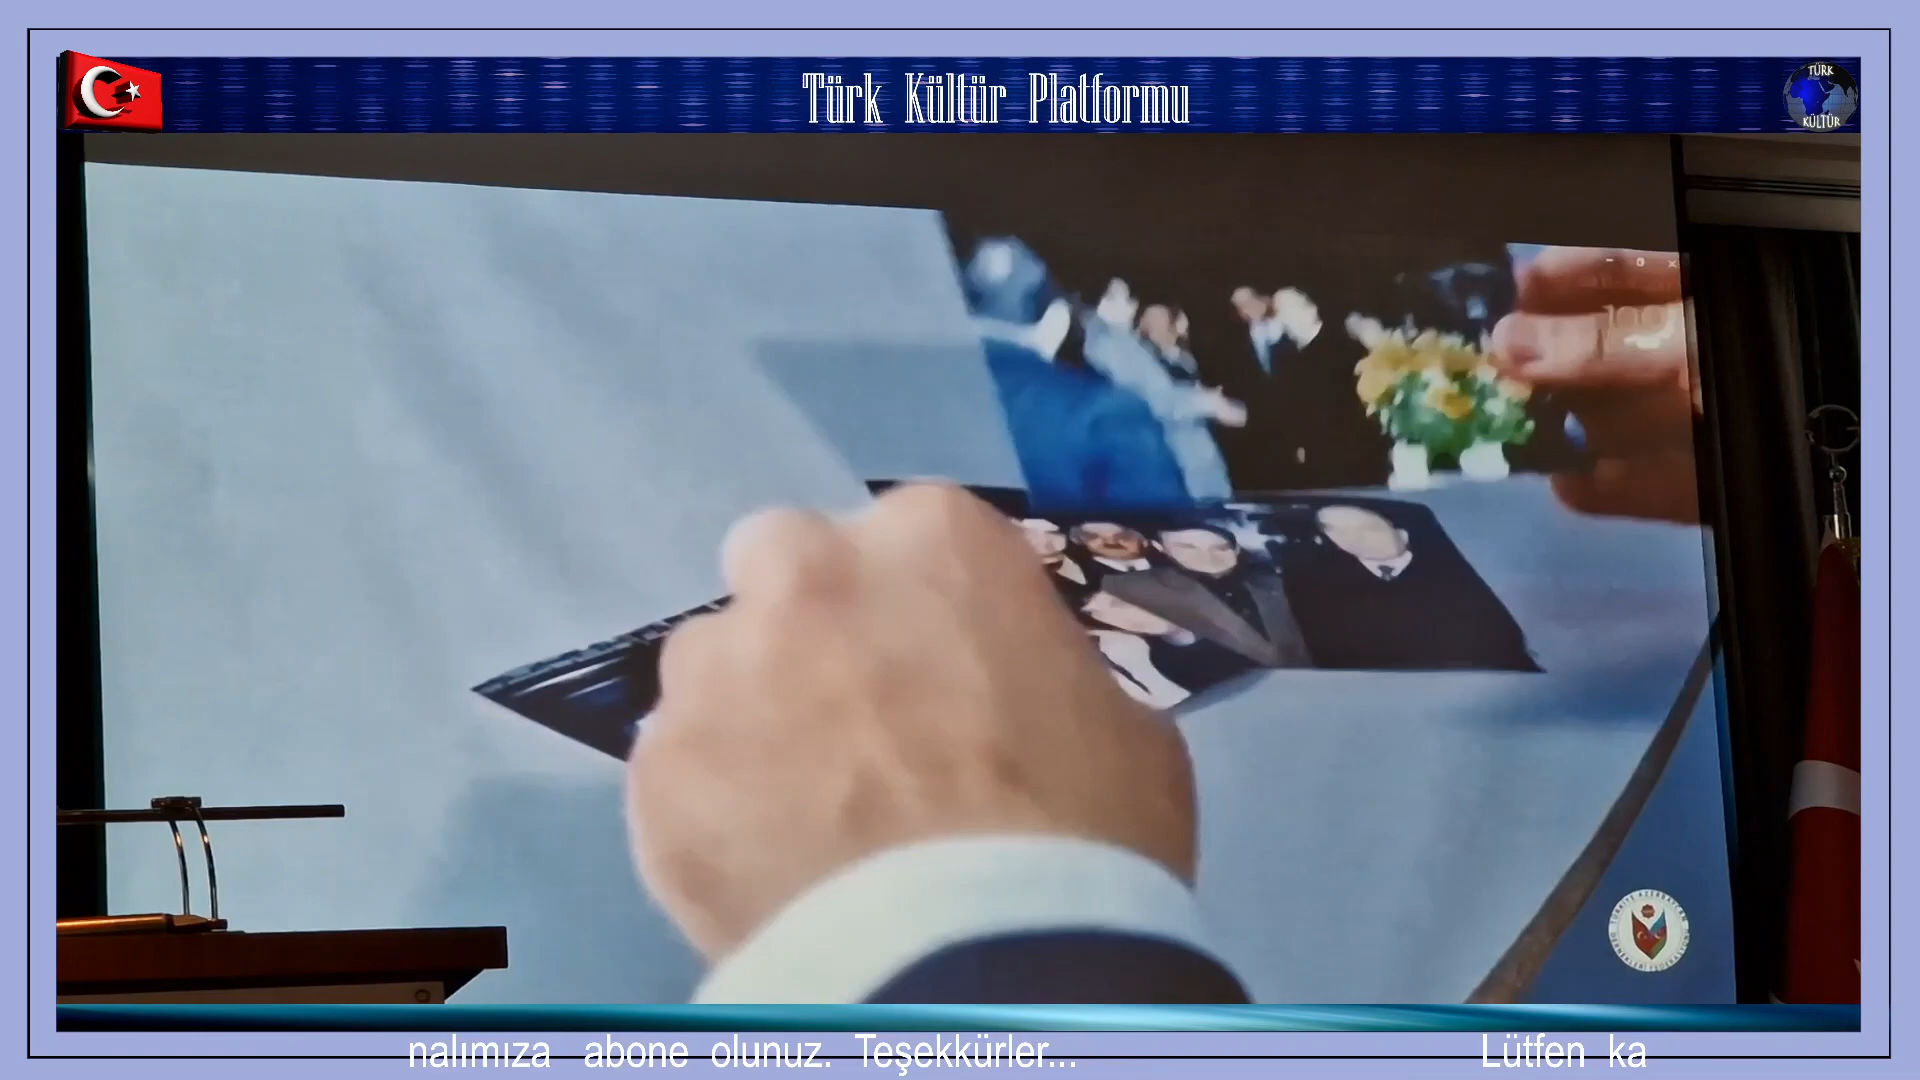 Türk Kültür Platformu
TÜRK
KÜLTÜR
nalımıza abone olunuz. Teşekkürler... Lütfen ka